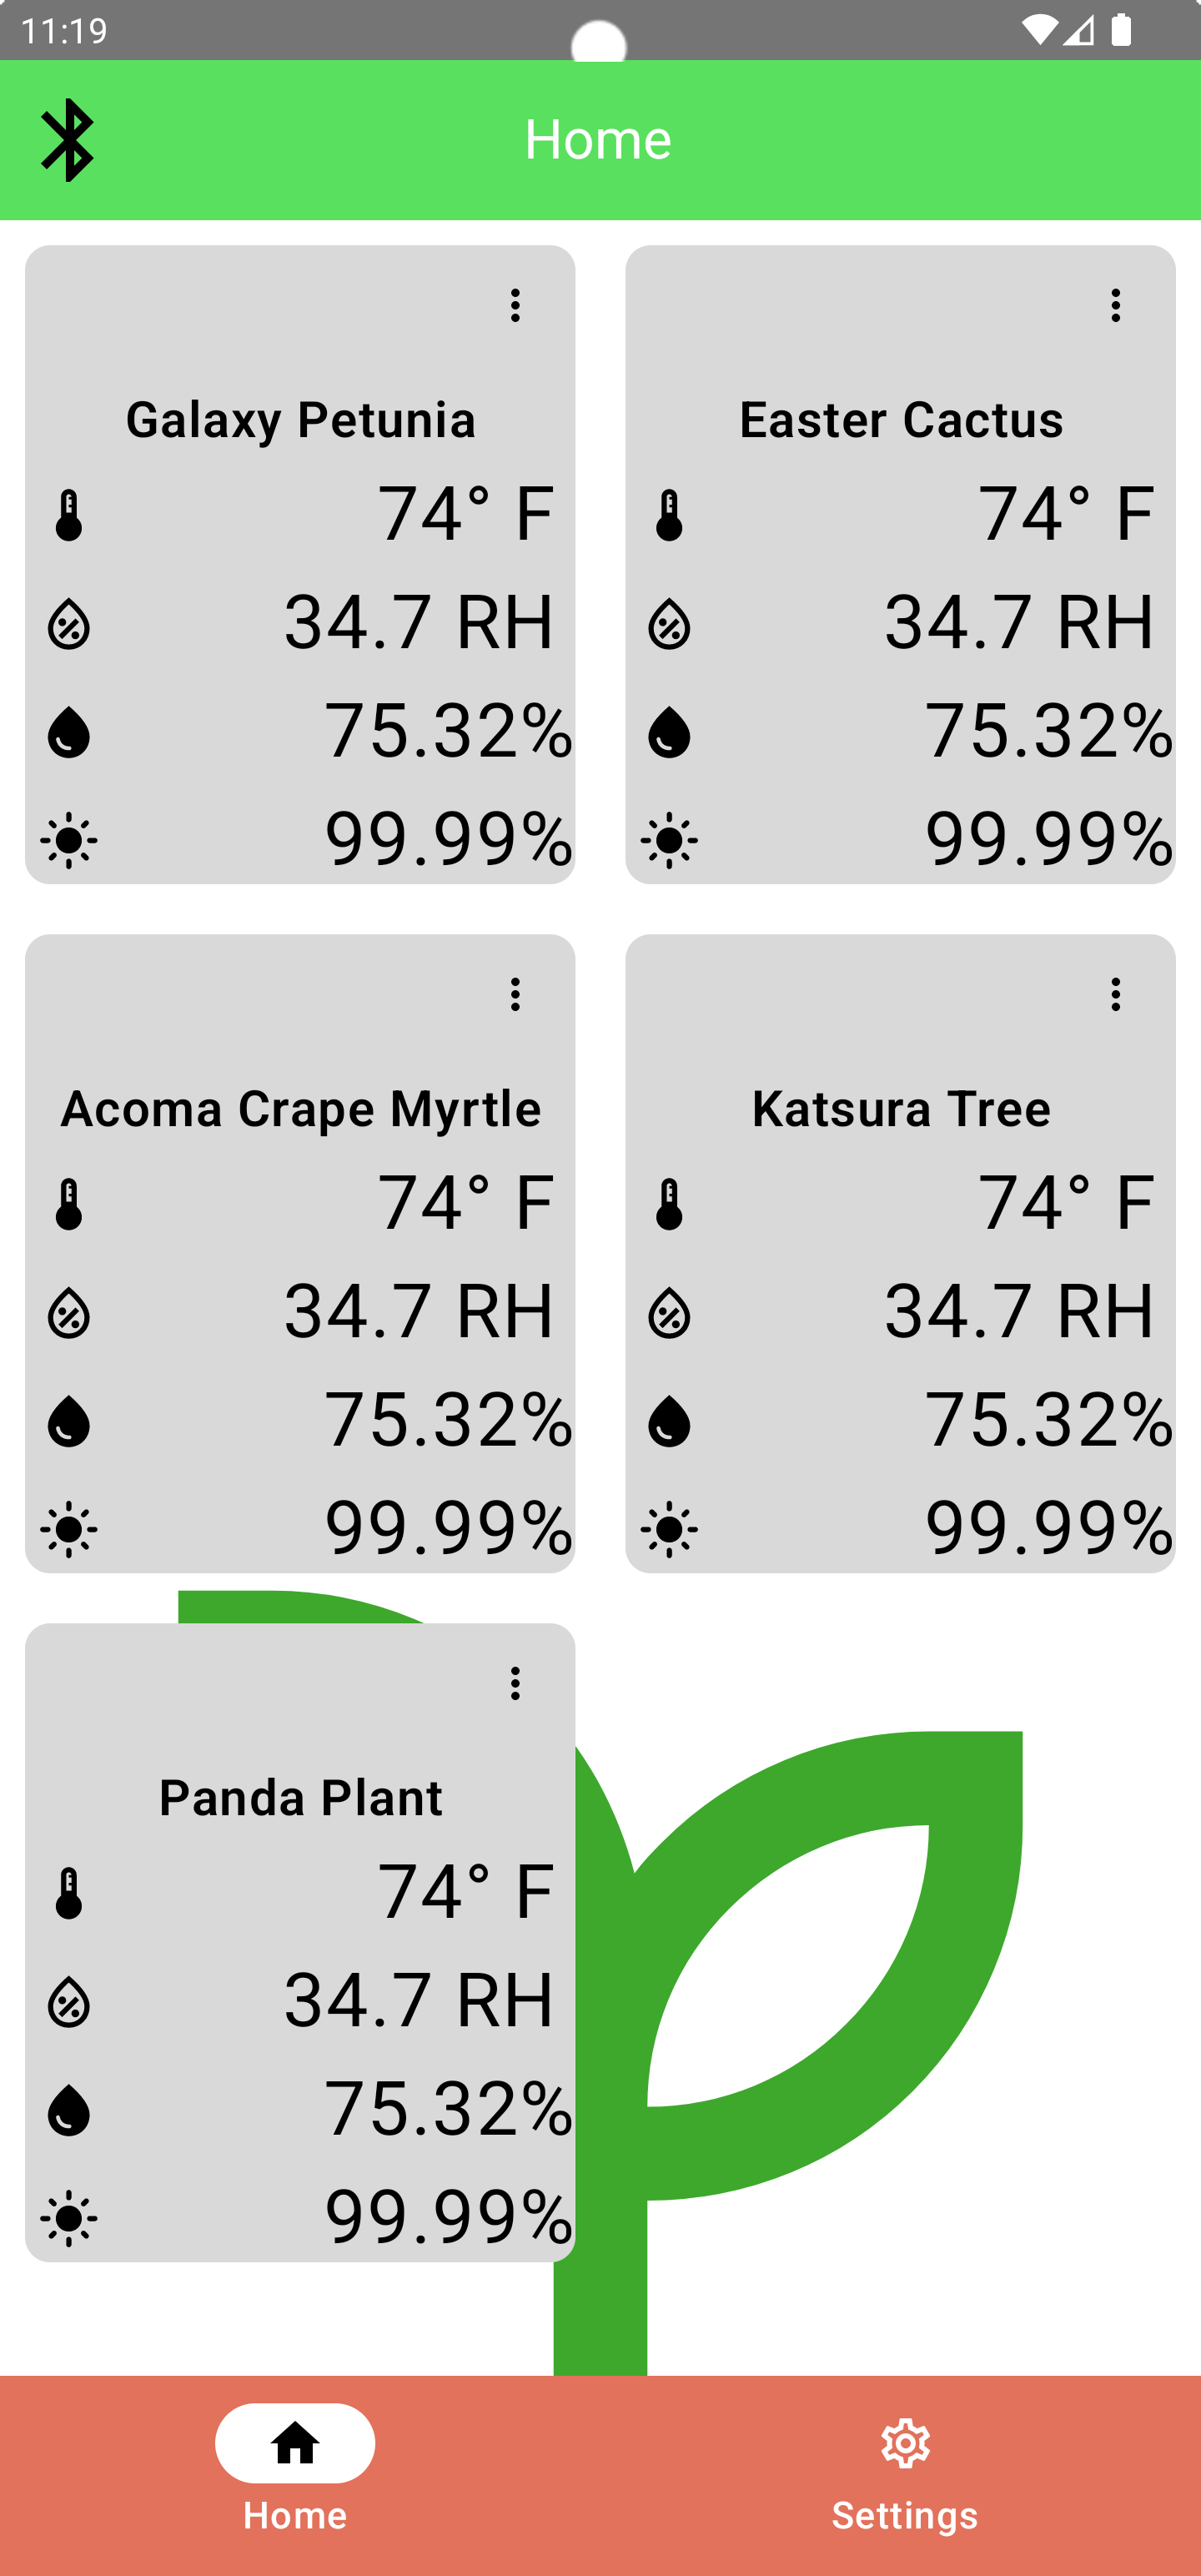 11:19
Home
Galaxy Petunia
74° F
34.7 RH
75.32%
99.99%
Easter Cactus
74° F
34.7 RH
75.32%
99.99%
Acoma Crape Myrtle
74° F
34.7 RH
75.32%
99.99%
Katsura Tree
74° F
34.7 RH
75.32%
99.99%
Panda Plant
74° F
34.7 RH
75.32%
99.99%
Home
Settings